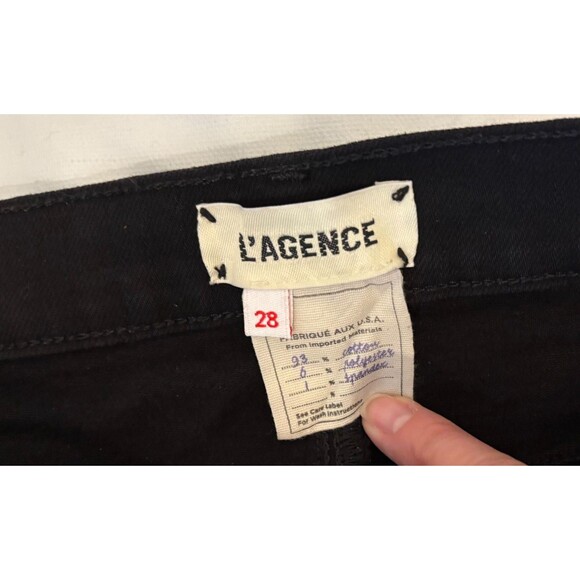 L'AGENCE
28
FABRIQUÉ AUX U.S.A.
From Imported Materials
93 % cotton
6 % polyester
1 % spandex
%
See Care Label
For Wash Instructions